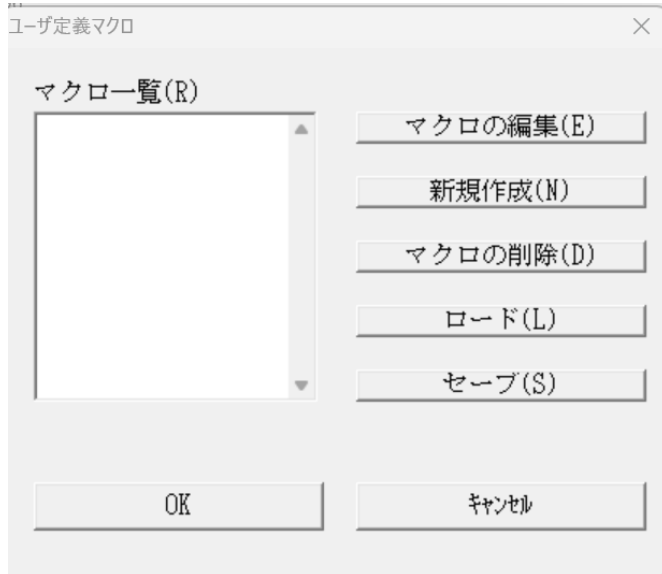 ユーザ定義マクロ
マクロ一覧(R)
マクロの編集(E)
新規作成(N)
マクロの削除(D)
ロード(L)
セーブ(S)
OK
ｷｬﾝｾﾙ